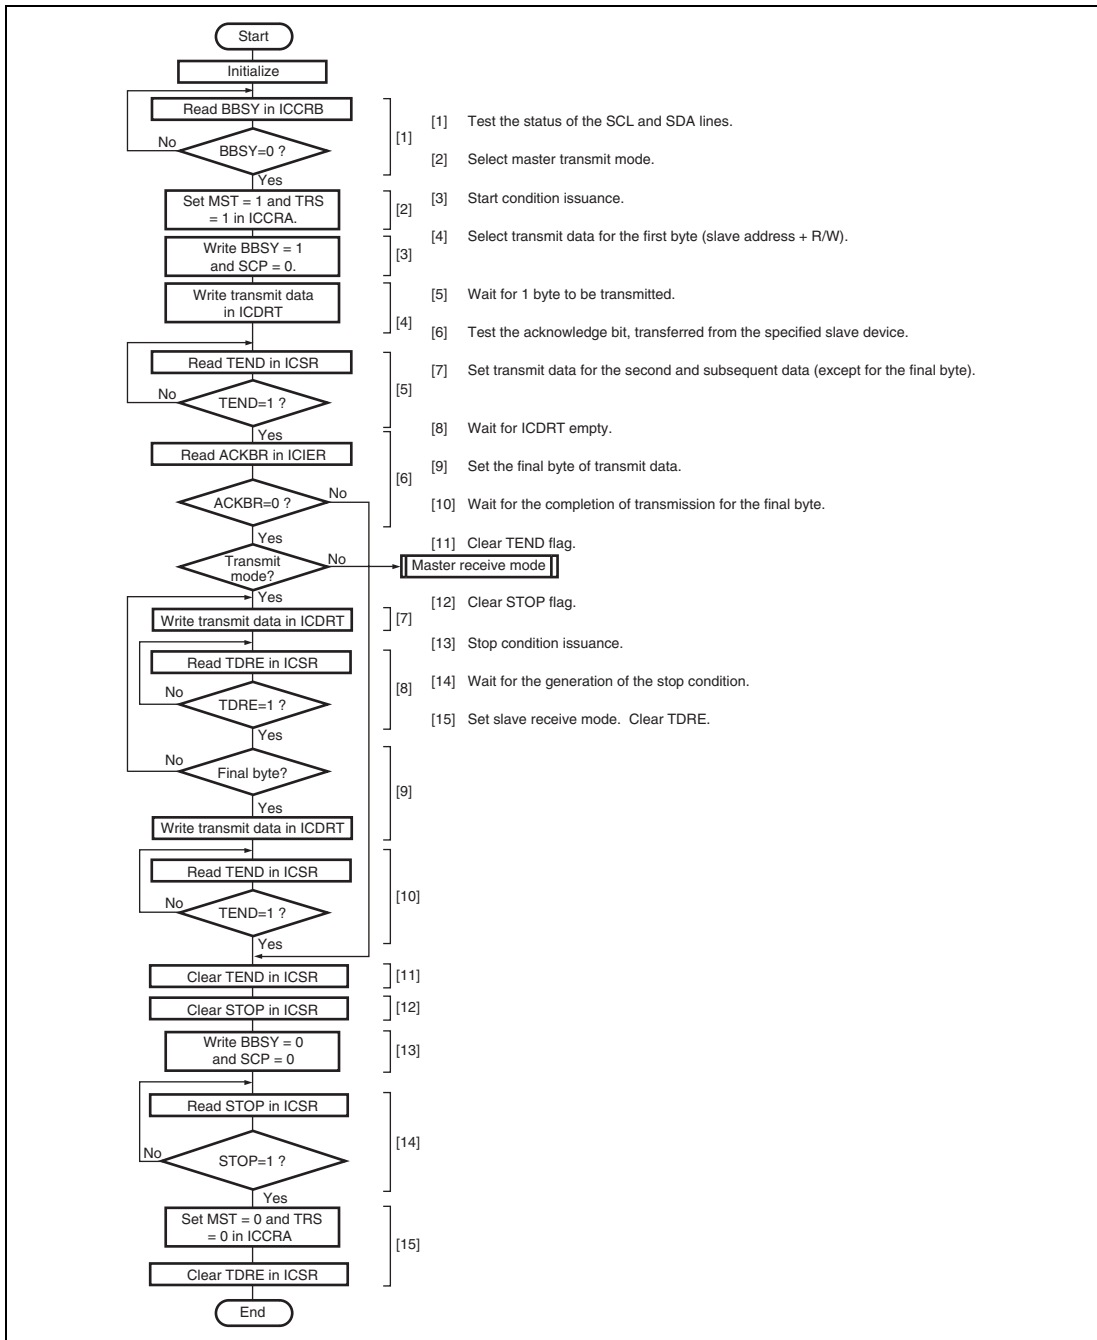 Start
Initialize
Read BBSY in ICCRB
No
BBSY=0 ?
[1]
Yes
Set MST = 1 and TRS
= 1 in ICCRA.
[2]
Write BBSY = 1
and SCP = 0.
[3]
Write transmit data
in ICDRT
[4]
Read TEND in ICSR
No
TEND=1 ?
[5]
Yes
Read ACKBR in ICIER
[6]
No
ACKBR=0 ?
Yes
Transmit
mode?
No
Master receive mode
Yes
Write transmit data in ICDRT
[7]
Read TDRE in ICSR
No
TDRE=1 ?
[8]
Yes
No
Final byte?
[9]
Yes
Write transmit data in ICDRT
Read TEND in ICSR
No
TEND=1 ?
[10]
Yes
Clear TEND in ICSR
[11]
Clear STOP in ICSR
[12]
Write BBSY = 0
and SCP = 0
[13]
Read STOP in ICSR
No
STOP=1 ?
[14]
Yes
Set MST = 0 and TRS
= 0 in ICCRA
[15]
Clear TDRE in ICSR
End
[1] Test the status of the SCL and SDA lines.
[2] Select master transmit mode.
[3] Start condition issuance.
[4] Select transmit data for the first byte (slave address + R/W).
[5] Wait for 1 byte to be transmitted.
[6] Test the acknowledge bit, transferred from the specified slave device.
[7] Set transmit data for the second and subsequent data (except for the final byte).
[8] Wait for ICDRT empty.
[9] Set the final byte of transmit data.
[10] Wait for the completion of transmission for the final byte.
[11] Clear TEND flag.
[12] Clear STOP flag.
[13] Stop condition issuance.
[14] Wait for the generation of the stop condition.
[15] Set slave receive mode. Clear TDRE.